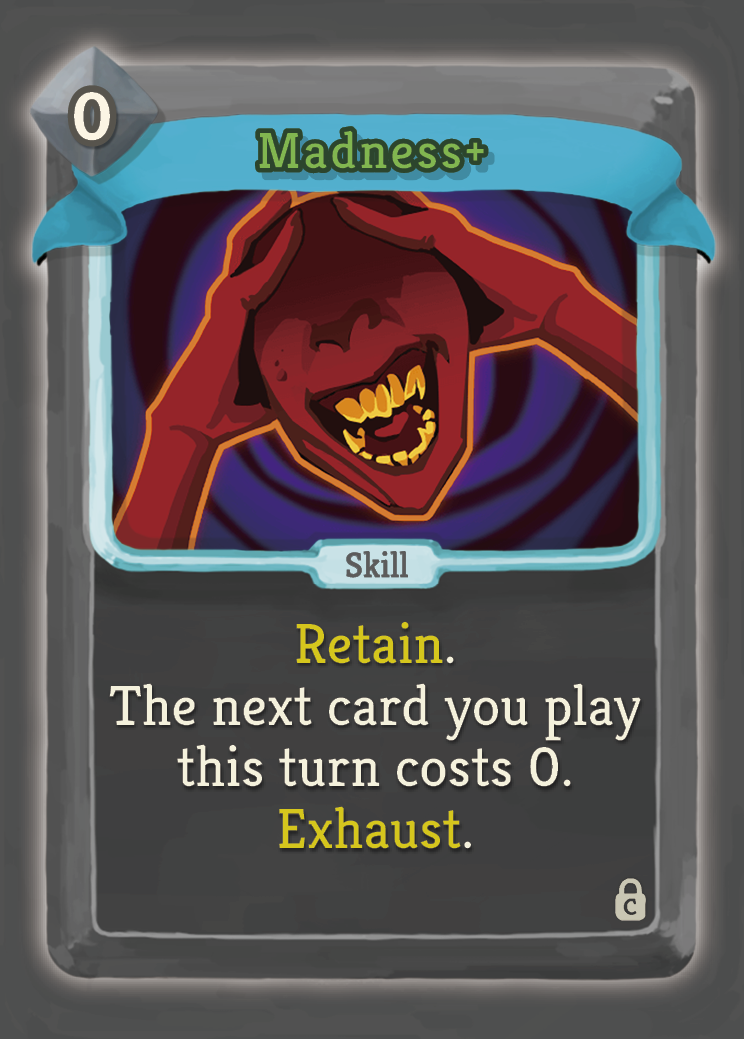 0
Madness+
Skill
Retain.
The next card you play
this turn costs 0.
Exhaust.
C